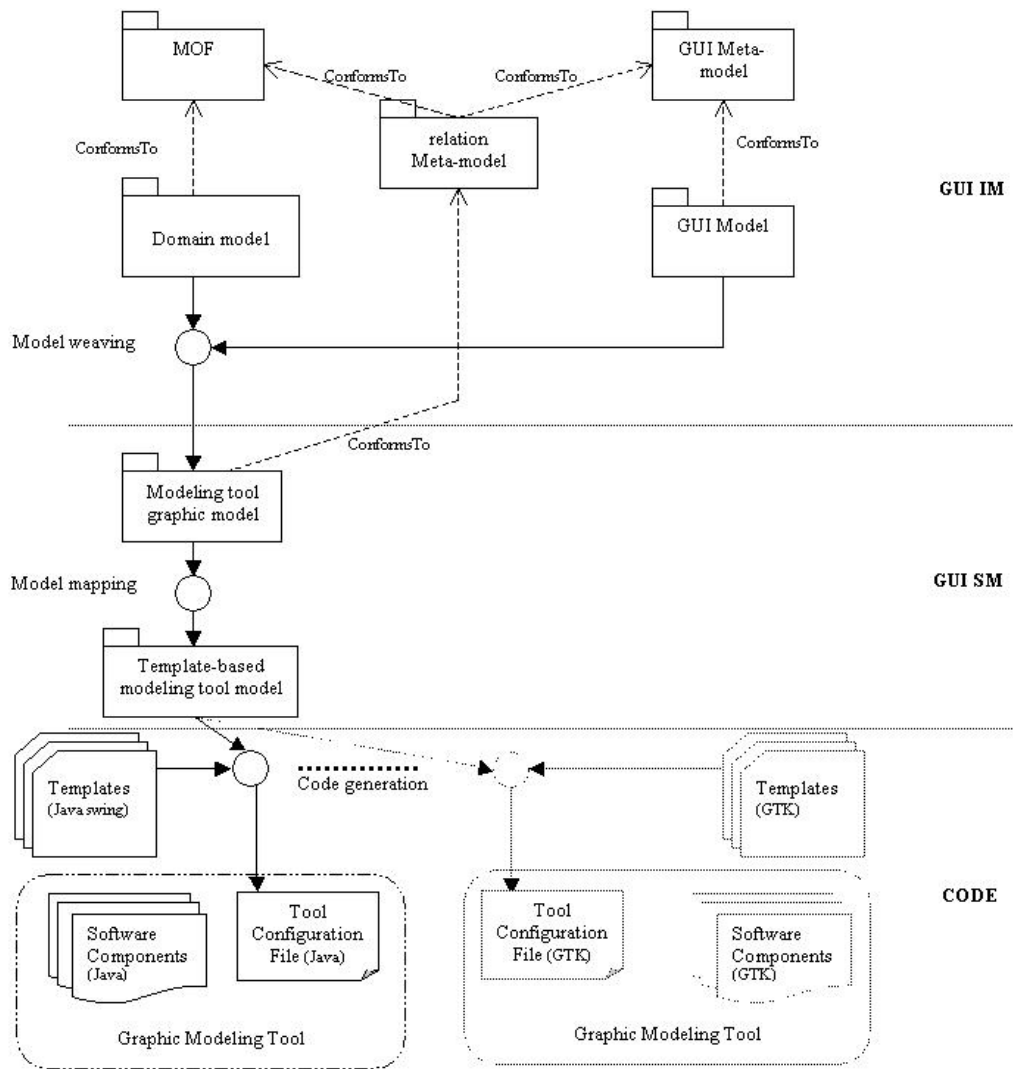 MOF
GUI Meta-
model
ConformsTo
ConformsTo
relation
Meta-model
ConformsTo
ConformsTo
GUI IM
Domain model
GUI Model
Model weaving
ConformsTo
Modeling tool
graphic model
Model mapping
GUI SM
Template-based
modeling tool model
Templates
(Java swing)
Code generation
Templates
(GTK)
CODE
Software
Components
(Java)
Tool
Configuration
File (Java)
Tool
Configuration
File (GTK)
Software
Components
(GTK)
Graphic Modeling Tool
Graphic Modeling Tool